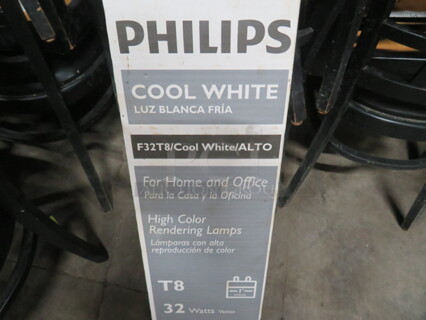 PHILIPS
COOL WHITE
LUZ BLANCA FRÍA
F32T8/Cool White/ALTO
For Home and Office
Para la Casa y la Oficina
High Color
Rendering Lamps
Lámparas con alta
reproducción de color
T8
32 Watts